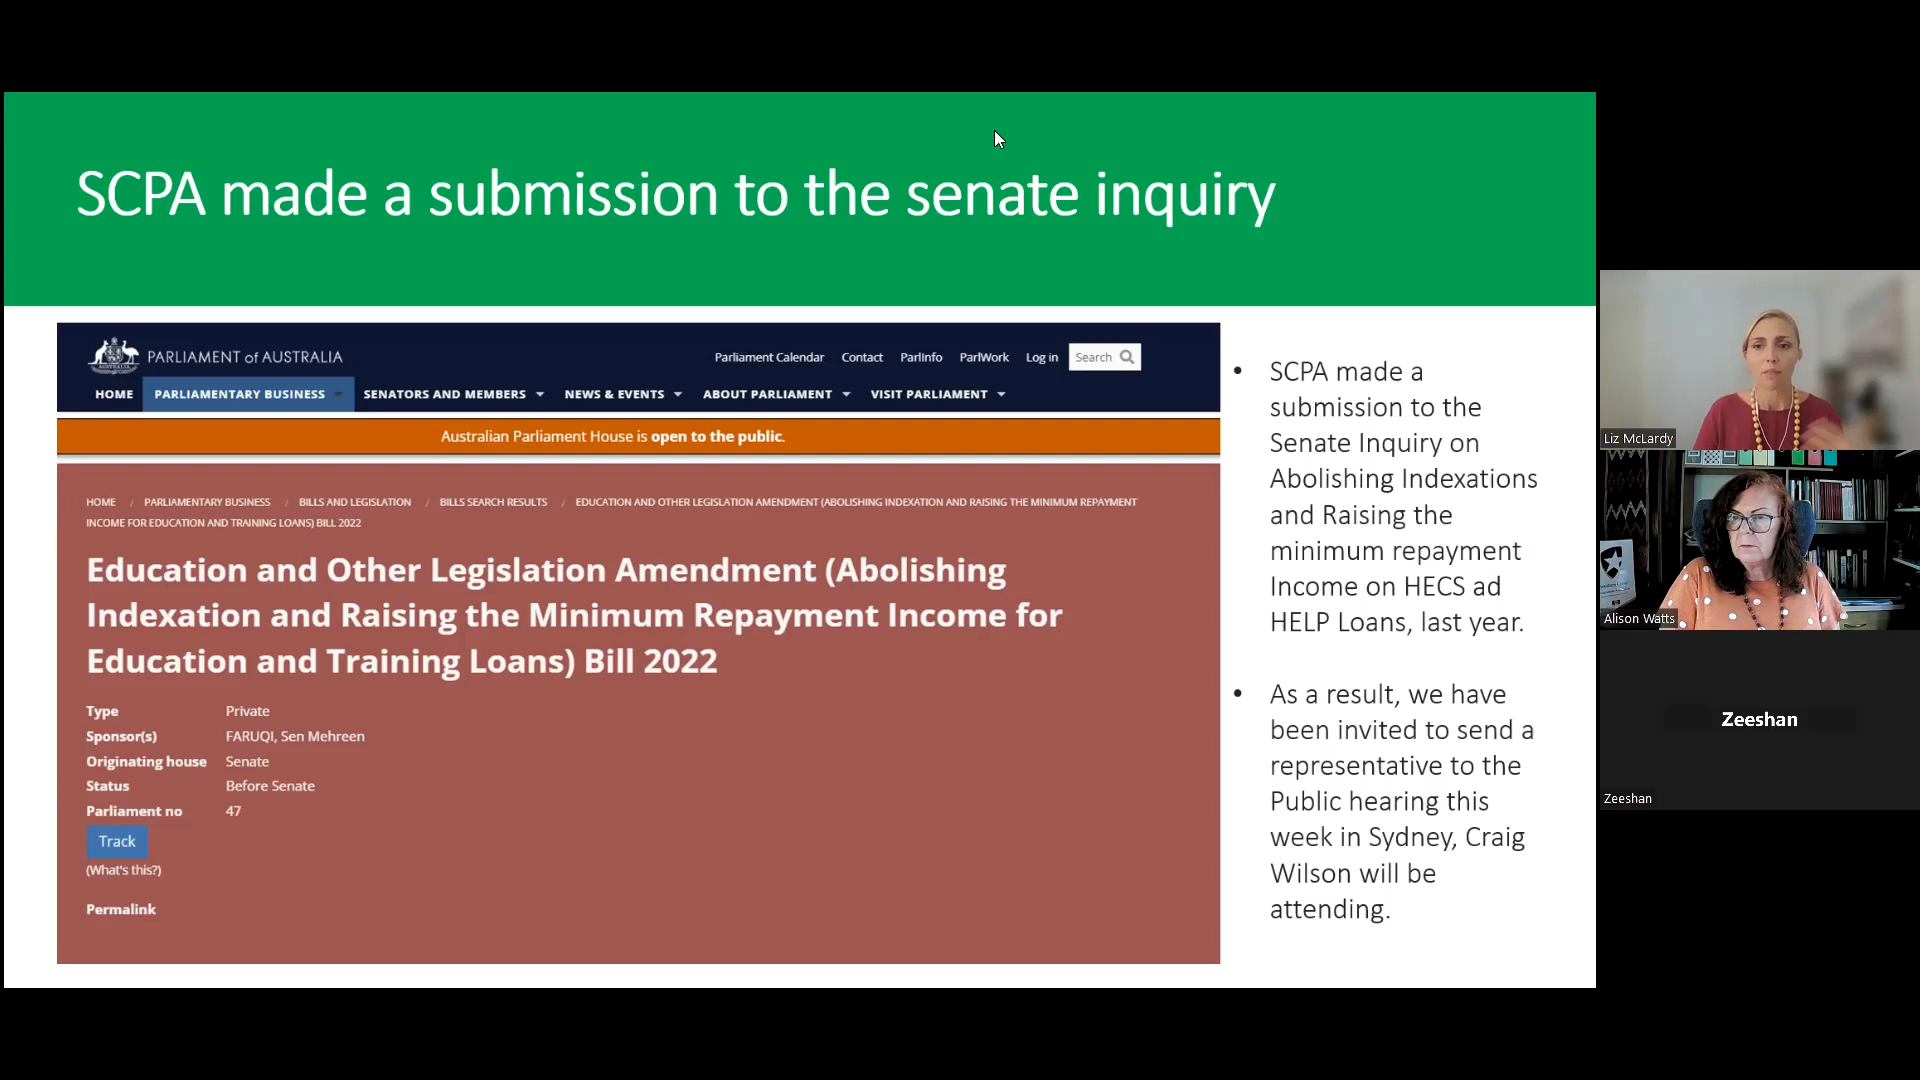 SCPA made a submission to the senate inquiry
PARLIAMENT of AUSTRALIA
Parliament Calendar Contact ParlInfo ParlWork Log in Search
HOME PARLIAMENTARY BUSINESS SENATORS AND MEMBERS NEWS & EVENTS ABOUT PARLIAMENT VISIT PARLIAMENT
Australian Parliament House is open to the public.
HOME / PARLIAMENTARY BUSINESS / BILLS AND LEGISLATION / BILLS SEARCH RESULTS / EDUCATION AND OTHER LEGISLATION AMENDMENT (ABOLISHING INDEXATION AND RAISING THE MINIMUM REPAYMENT
INCOME FOR EDUCATION AND TRAINING LOANS) BILL 2022
Education and Other Legislation Amendment (Abolishing
Indexation and Raising the Minimum Repayment Income for
Education and Training Loans) Bill 2022
Type Private
Sponsor(s) FARUQI, Sen Mehreen
Originating house Senate
Status Before Senate
Parliament no 47
Track
(What's this?)
Permalink
• SCPA made a
submission to the
Senate Inquiry on
Abolishing Indexations
and Raising the
minimum repayment
Income on HECS ad
HELP Loans, last year.
• As a result, we have
been invited to send a
representative to the
Public hearing this
week in Sydney, Craig
Wilson will be
attending.
Liz McLardy
Alison Watts
Zeeshan
Zeeshan